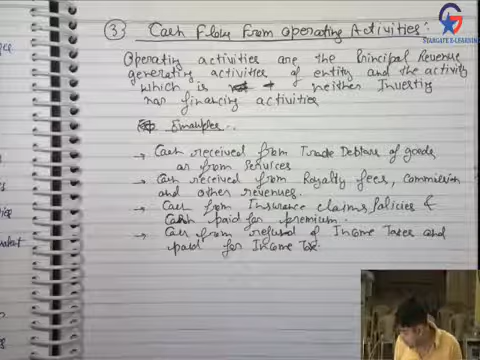 STARGATE E-LEARNING
③ Cash Flow From Operating Activities:-
Operating activities are the Principal Revenue
generating activities of entity and the activity
which is neither Investing
nor financing activities
Examples:-
→ Cash received from Trade Debtors of goods
or from services
→ Cash received from Royalty fees, Commission
and other revenues.
→ Cash from Insurance claims, Policies &
Cash paid for premium.
→ Cash from refund of Income Taxes and
paid for Income Tax.